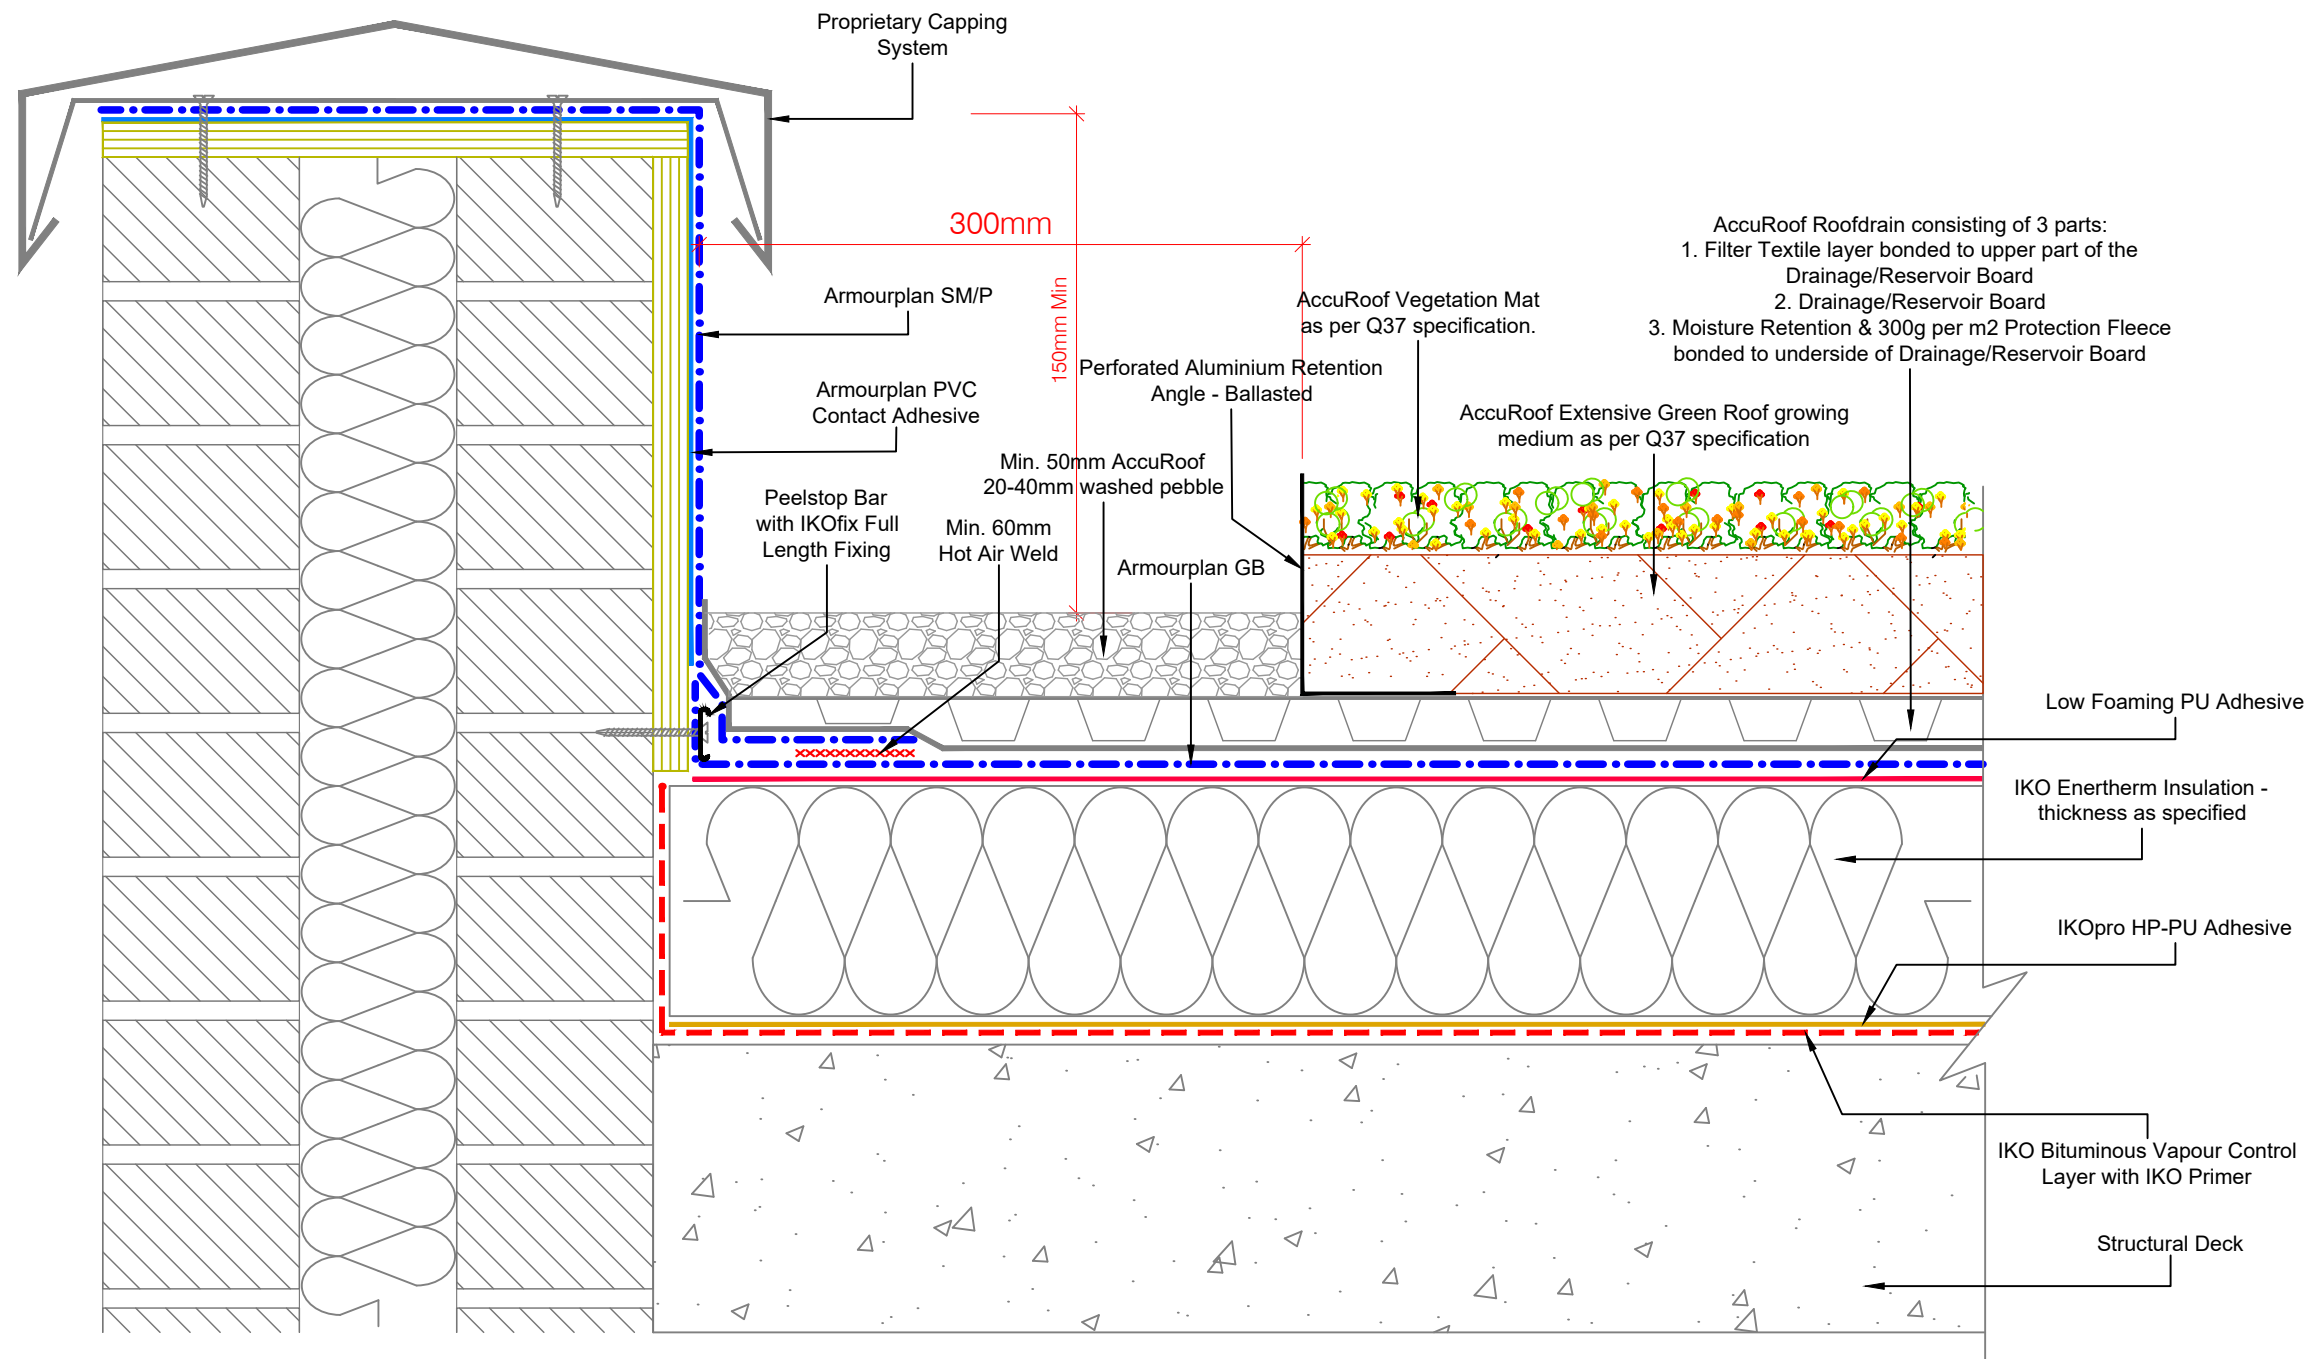 Proprietary Capping
System
300mm
150mm Min
Armourplan SM/P
Armourplan PVC
Contact Adhesive
Peelstop Bar
with IKOfix Full
Length Fixing
Min. 50mm AccuRoof
20-40mm washed pebble
Min. 60mm
Hot Air Weld
Armourplan GB
Perforated Aluminium Retention
Angle - Ballasted
AccuRoof Vegetation Mat
as per Q37 specification.
AccuRoof Extensive Green Roof growing
medium as per Q37 specification
AccuRoof Roofdrain consisting of 3 parts:
1. Filter Textile layer bonded to upper part of the
Drainage/Reservoir Board
2. Drainage/Reservoir Board
3. Moisture Retention & 300g per m2 Protection Fleece
bonded to underside of Drainage/Reservoir Board
Low Foaming PU Adhesive
IKO Enertherm Insulation -
thickness as specified
IKOpro HP-PU Adhesive
IKO Bituminous Vapour Control
Layer with IKO Primer
Structural Deck